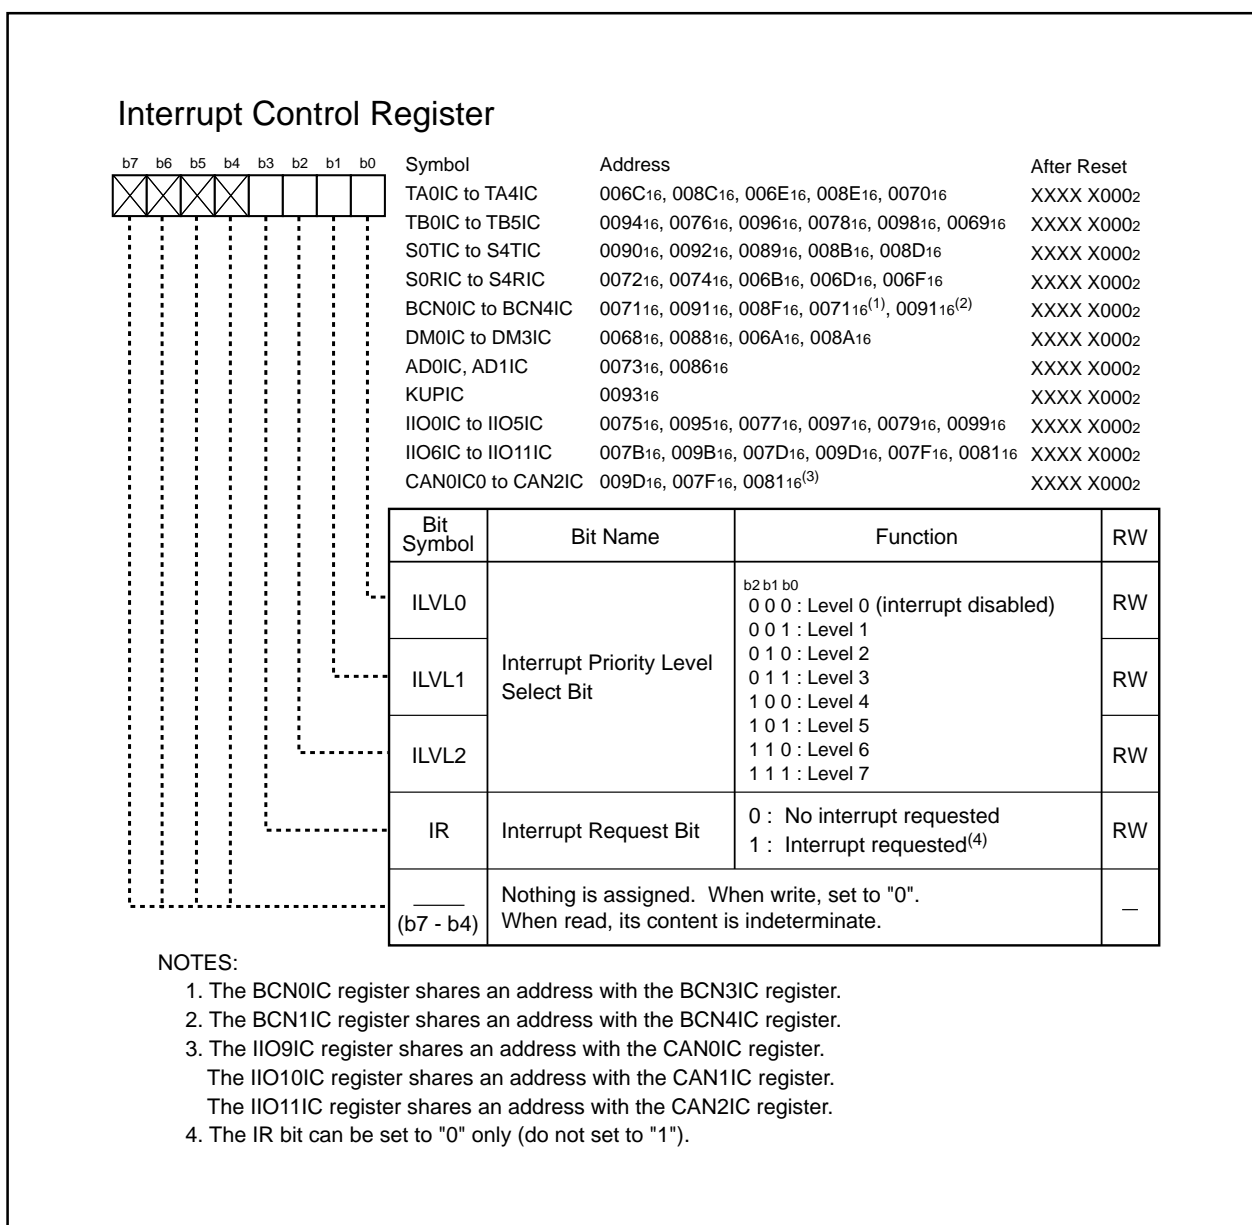 Interrupt Control Register
b7 b6 b5 b4 b3 b2 b1 b0
Symbol Address After Reset
TA0IC to TA4IC 006C16, 008C16, 006E16, 008E16, 007016 XXXX X0002
TB0IC to TB5IC 009416, 007616, 009616, 007816, 009816, 006916 XXXX X0002
S0TIC to S4TIC 009016, 009216, 008916, 008B16, 008D16 XXXX X0002
S0RIC to S4RIC 007216, 007416, 006B16, 006D16, 006F16 XXXX X0002
BCN0IC to BCN4IC 007116, 009116, 008F16, 007116(1), 009116(2) XXXX X0002
DM0IC to DM3IC 006816, 008816, 006A16, 008A16 XXXX X0002
AD0IC, AD1IC 007316, 008616 XXXX X0002
KUPIC 009316 XXXX X0002
IIO0IC to IIO5IC 007516, 009516, 007716, 009716, 007916, 009916 XXXX X0002
IIO6IC to IIO11IC 007B16, 009B16, 007D16, 009D16, 007F16, 008116 XXXX X0002
CAN0IC0 to CAN2IC 009D16, 007F16, 008116(3) XXXX X0002
Bit Symbol Bit Name Function RW
ILVL0 RW
ILVL1 RW
ILVL2 RW
Interrupt Priority Level
Select Bit
b2 b1 b0
0 0 0 : Level 0 (interrupt disabled)
0 0 1 : Level 1
0 1 0 : Level 2
0 1 1 : Level 3
1 0 0 : Level 4
1 0 1 : Level 5
1 1 0 : Level 6
1 1 1 : Level 7
IR Interrupt Request Bit RW
0 : No interrupt requested
1 : Interrupt requested(4)
(b7 - b4)
Nothing is assigned. When write, set to "0".
When read, its content is indeterminate.
—
NOTES:
1. The BCN0IC register shares an address with the BCN3IC register.
2. The BCN1IC register shares an address with the BCN4IC register.
3. The IIO9IC register shares an address with the CAN0IC register.
The IIO10IC register shares an address with the CAN1IC register.
The IIO11IC register shares an address with the CAN2IC register.
4. The IR bit can be set to "0" only (do not set to "1").